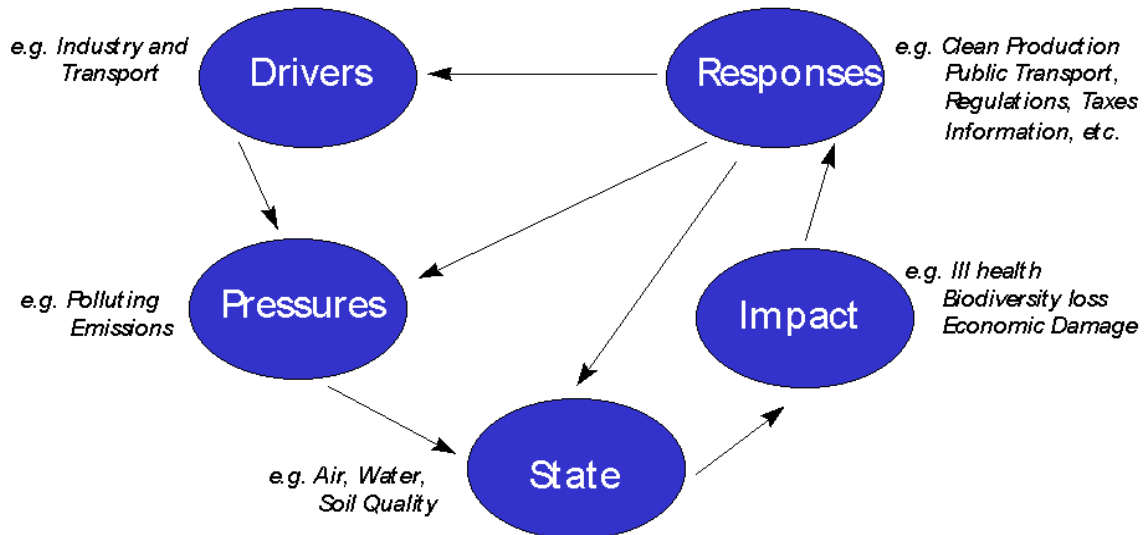 e.g. Industry and
Transport
Drivers
Responses
e.g. Clean Production
Public Transport,
Regulations, Taxes
Information, etc.
e.g. Polluting
Emissions
Pressures
Impact
e.g. Ill health
Biodiversity loss
Economic Damage
e.g. Air, Water,
Soil Quality
State